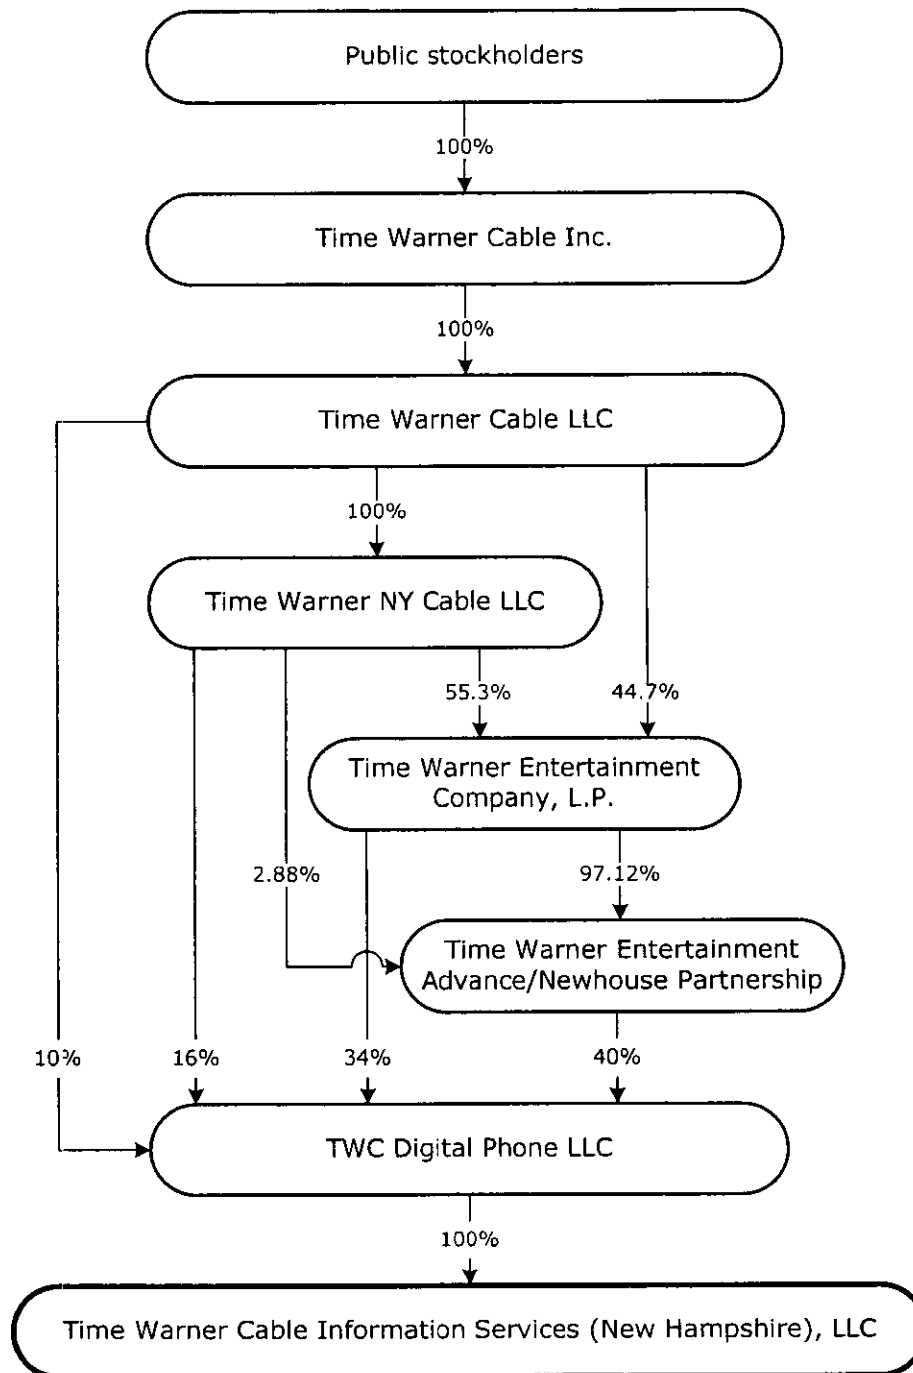 Public stockholders
100%
Time Warner Cable Inc.
100%
Time Warner Cable LLC
100%
Time Warner NY Cable LLC
55.3%
44.7%
Time Warner Entertainment
Company, L.P.
2.88%
97.12%
Time Warner Entertainment
Advance/Newhouse Partnership
10%
16%
34%
40%
TWC Digital Phone LLC
100%
Time Warner Cable Information Services (New Hampshire), LLC